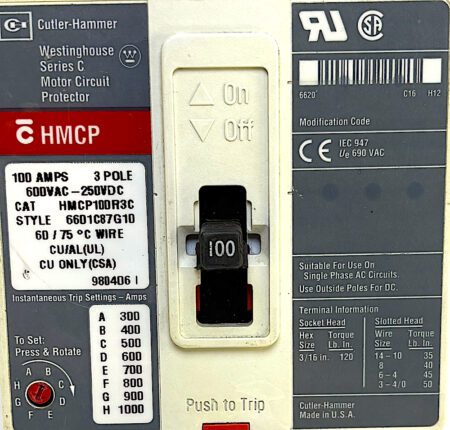 Cutler-Hammer
Westinghouse
Series C
Motor Circuit
Protector
HMCP
100 AMPS 3 POLE
600VAC-250VDC
CAT HMCP100R3C
STYLE 6601C87G10
60 / 75 °C WIRE
CU/AL(UL)
CU ONLY(CSA)
980406 I
Instantaneous Trip Settings - Amps
To Set:
Press & Rotate
A B C D E F G H
A 300
B 400
C 500
D 600
E 700
F 800
G 900
H 1000
On
Off
100
Push to Trip
6620 C16 H12
Modification Code
CE IEC 947
Ue 690 VAC
Suitable For Use On
Single Phase AC Circuits.
Use Outside Poles For DC.
Terminal Information
Socket Head Slotted Head
Hex Torque Wire Torque
Size Lb. In. Size Lb. In.
3/16 in. 120 14 - 10 35
8 40
6 - 4 45
3 - 4/0 50
Cutler-Hammer
Made in U.S.A.